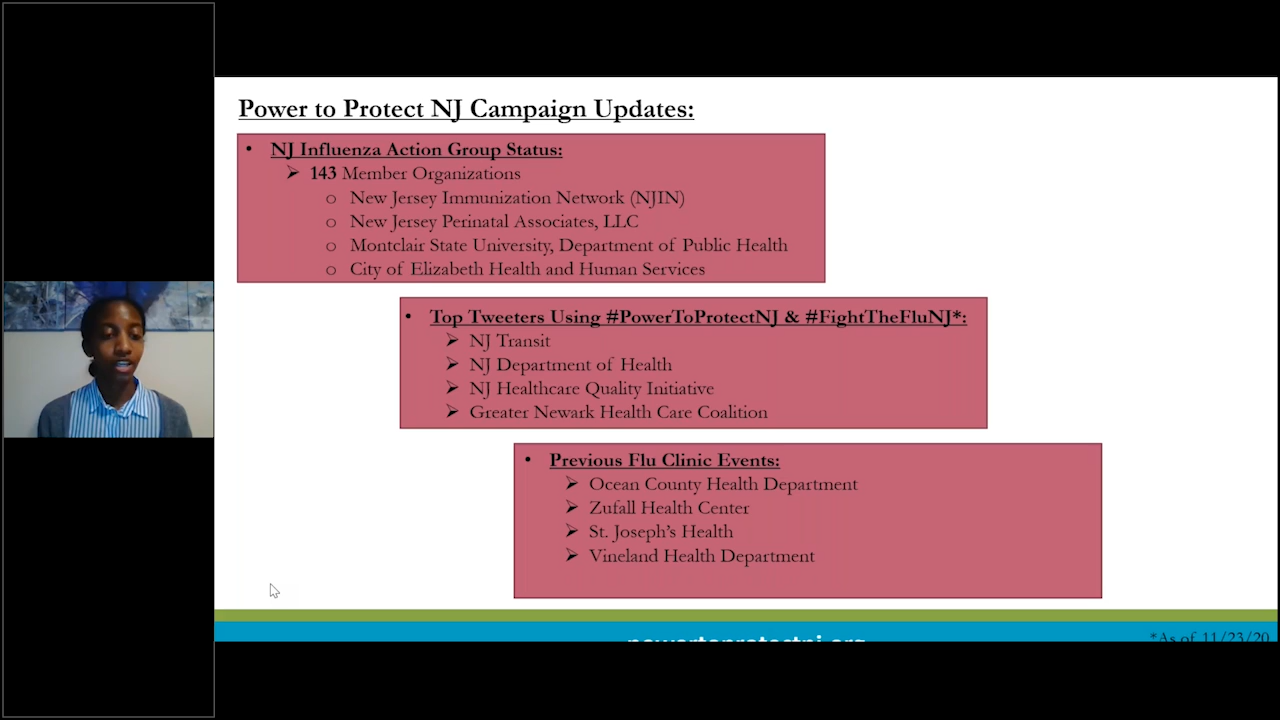 Power to Protect NJ Campaign Updates:
• NJ Influenza Action Group Status:
➢ 143 Member Organizations
o New Jersey Immunization Network (NJIN)
o New Jersey Perinatal Associates, LLC
o Montclair State University, Department of Public Health
o City of Elizabeth Health and Human Services
• Top Tweeters Using #PowerToProtectNJ & #FightTheFluNJ*:
➢ NJ Transit
➢ NJ Department of Health
➢ NJ Healthcare Quality Initiative
➢ Greater Newark Health Care Coalition
• Previous Flu Clinic Events:
➢ Ocean County Health Department
➢ Zufall Health Center
➢ St. Joseph's Health
➢ Vineland Health Department
powertoprotectnj.org
*As of 11/23/20